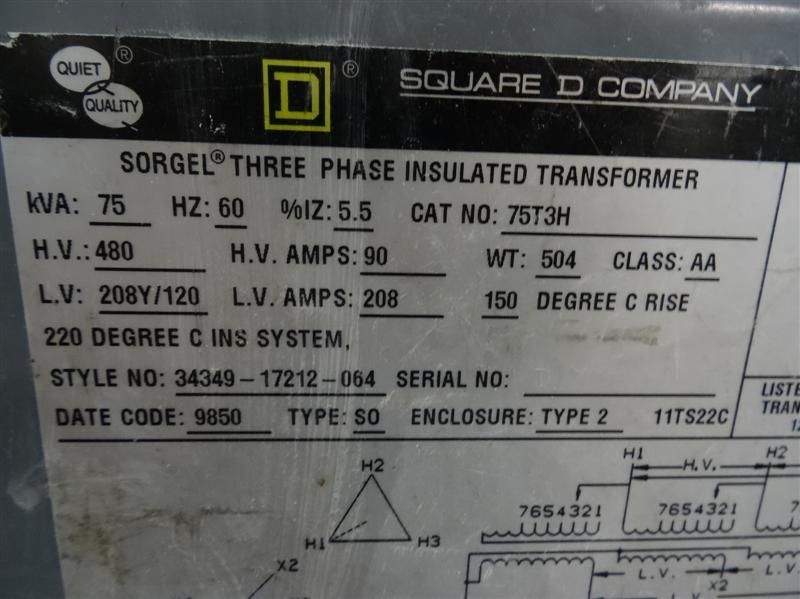 QUIET QUALITY ® D ® SQUARE D COMPANY
SORGEL® THREE PHASE INSULATED TRANSFORMER
kVA: 75 HZ: 60 %IZ: 5.5 CAT NO: 75T3H
H.V.: 480 H.V. AMPS: 90 WT: 504 CLASS: AA
L.V: 208Y/120 L.V. AMPS: 208 150 DEGREE C RISE
220 DEGREE C INS SYSTEM,
STYLE NO: 34349-17212-064 SERIAL NO:
DATE CODE: 9850 TYPE: SO ENCLOSURE: TYPE 2 11TS22C
LISTE
TRAN
12
H2
H1 H3
X2
H1 H.V. H2
7654321 7654321
L.V. X2 L.V.
L.V.